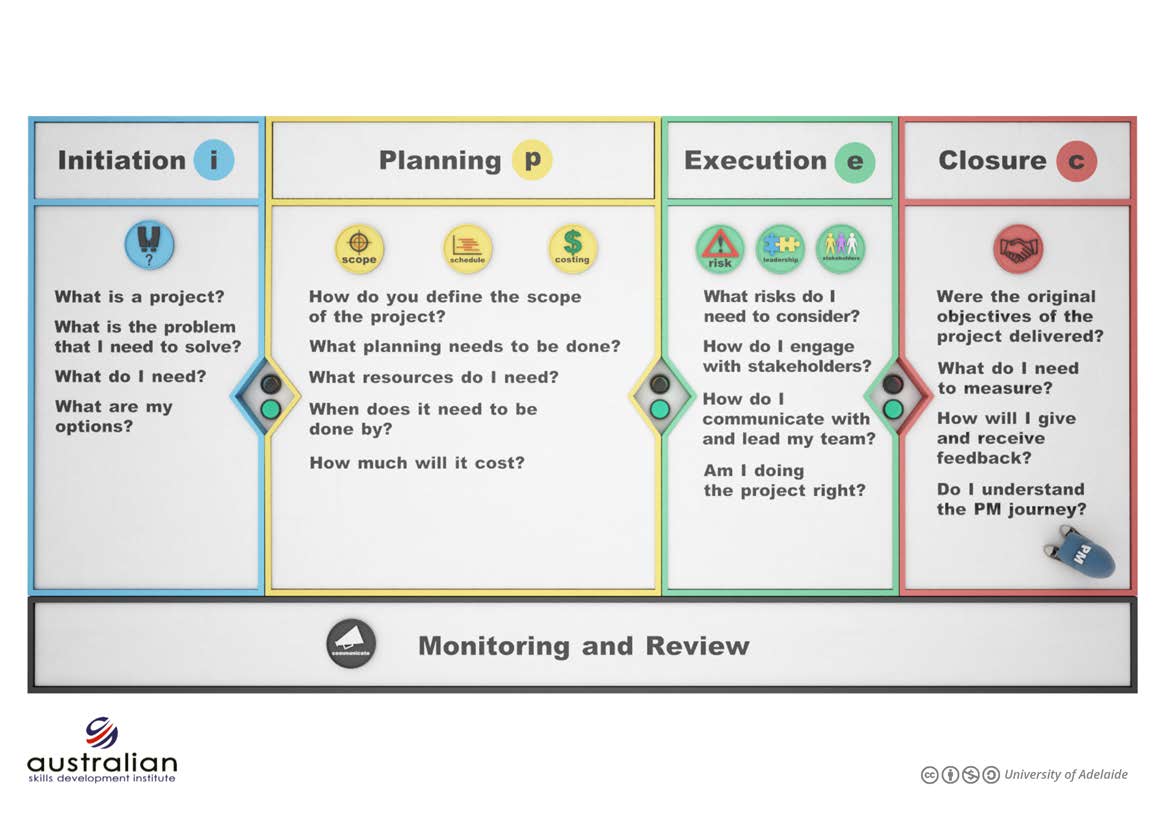 Initiation i
?
What is a project?
What is the problem
that I need to solve?
What do I need?
What are my
options?
Planning p
scope
schedule
$
costing
How do you define the scope
of the project?
What planning needs to be done?
What resources do I need?
When does it need to be
done by?
How much will it cost?
Execution e
!
risk
leadership
stakeholders
What risks do I
need to consider?
How do I engage
with stakeholders?
How do I
communicate with
and lead my team?
Am I doing
the project right?
Closure c
Were the original
objectives of the
project delivered?
What do I need
to measure?
How will I give
and receive
feedback?
Do I understand
the PM journey?
PM
communicate
Monitoring and Review
australian
skills development institute
cc University of Adelaide